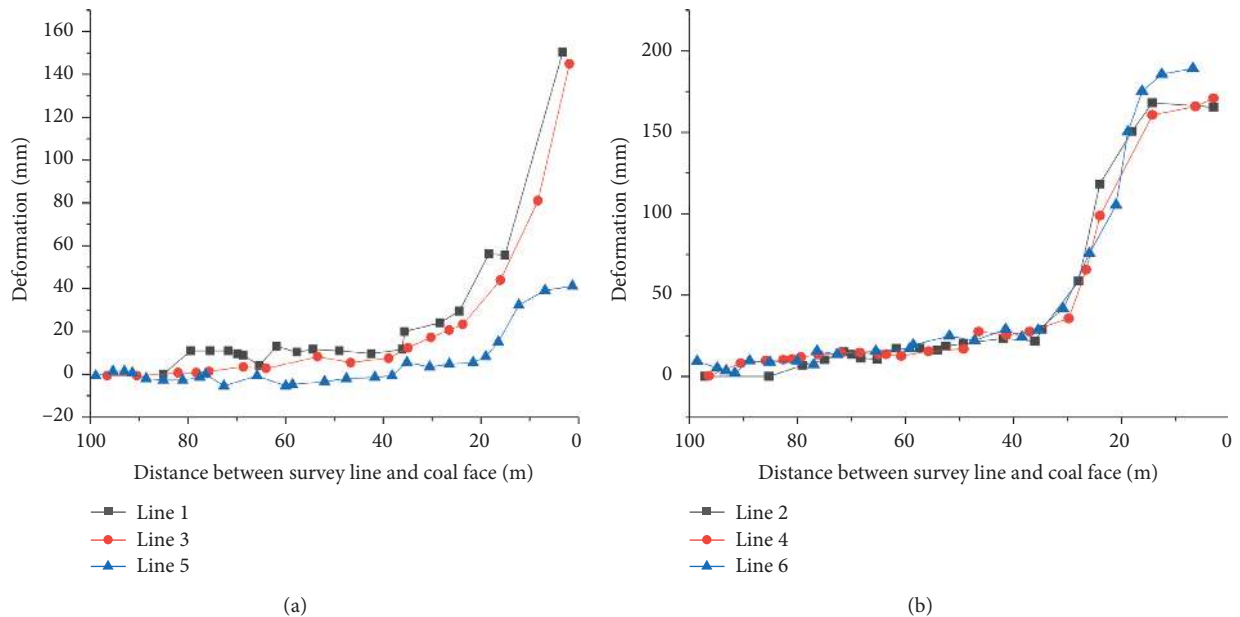 160
140
120
100
80
60
40
20
0
–20
Deformation (mm)
100 80 60 40 20 0
Distance between survey line and coal face (m)
Line 1
Line 3
Line 5
(a)
200
150
100
50
0
Deformation (mm)
100 80 60 40 20 0
Distance between survey line and coal face (m)
Line 2
Line 4
Line 6
(b)